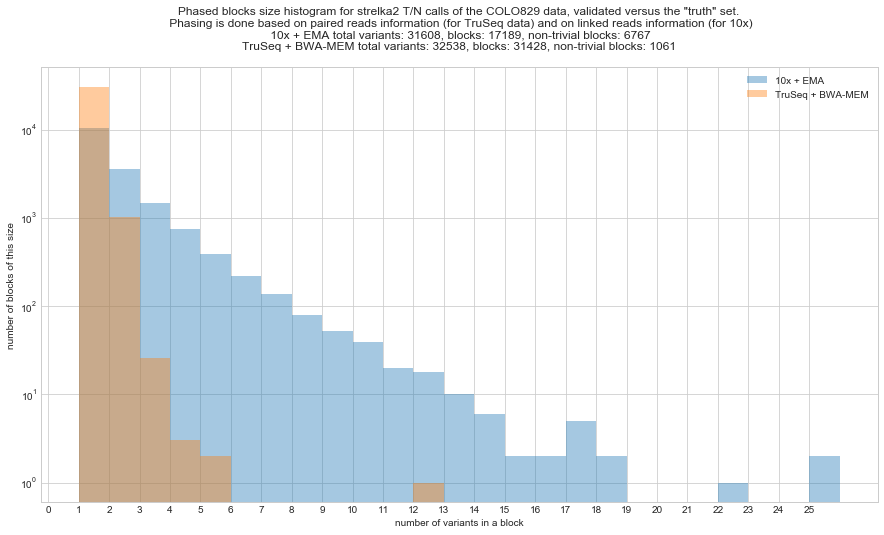 Phased blocks size histogram for strelka2 T/N calls of the COLO829 data, validated versus the "truth" set.
Phasing is done based on paired reads information (for TruSeq data) and on linked reads information (for 10x)
10x + EMA total variants: 31608, blocks: 17189, non-trivial blocks: 6767
TruSeq + BWA-MEM total variants: 32538, blocks: 31428, non-trivial blocks: 1061
10x + EMA
TruSeq + BWA-MEM
number of blocks of this size
10⁴
10³
10²
10¹
10⁰
0 1 2 3 4 5 6 7 8 9 10 11 12 13 14 15 16 17 18 19 20 21 22 23 24 25
number of variants in a block